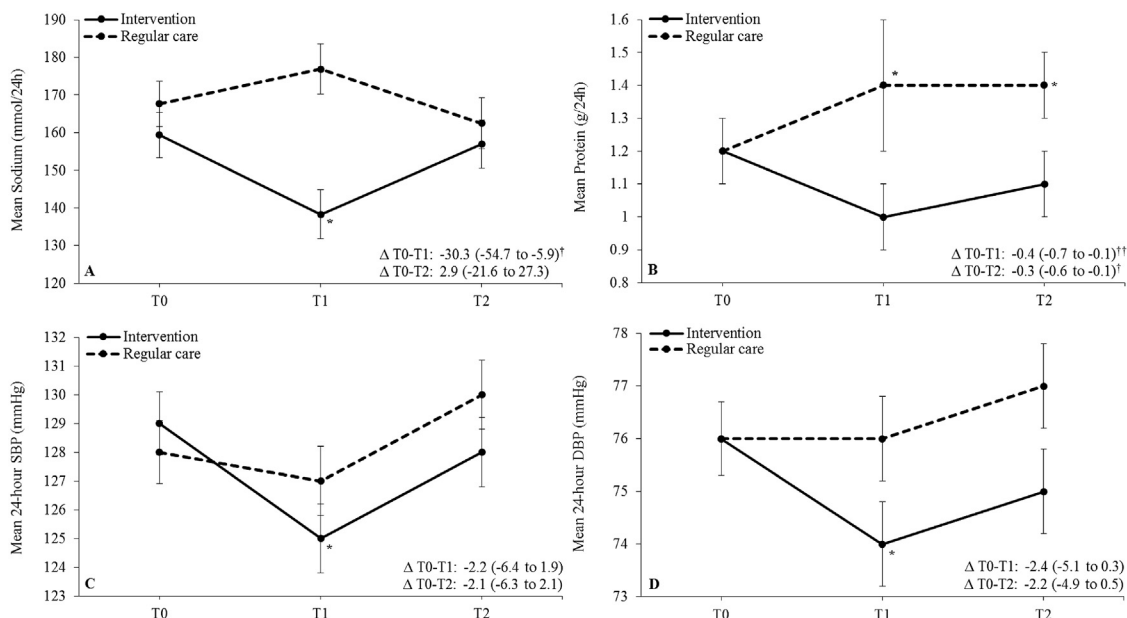 Intervention
Regular care
Mean Sodium (mmol/24h)
190
180
170
160
150
140
130
120
Δ T0-T1: -30.3 (-54.7 to -5.9)†
Δ T0-T2: 2.9 (-21.6 to 27.3)
A
*
T0 T1 T2
Intervention
Regular care
Mean Protein (g/24h)
1.6
1.5
1.4
1.3
1.2
1.1
1
0.9
0.8
*
*
Δ T0-T1: -0.4 (-0.7 to -0.1)††
Δ T0-T2: -0.3 (-0.6 to -0.1)†
B
T0 T1 T2
Intervention
Regular care
Mean 24-hour SBP (mmHg)
132
131
130
129
128
127
126
125
124
123
*
Δ T0-T1: -2.2 (-6.4 to 1.9)
Δ T0-T2: -2.1 (-6.3 to 2.1)
C
T0 T1 T2
Intervention
Regular care
Mean 24-hour DBP (mmHg)
78
77
76
75
74
73
*
Δ T0-T1: -2.4 (-5.1 to 0.3)
Δ T0-T2: -2.2 (-4.9 to 0.5)
D
T0 T1 T2